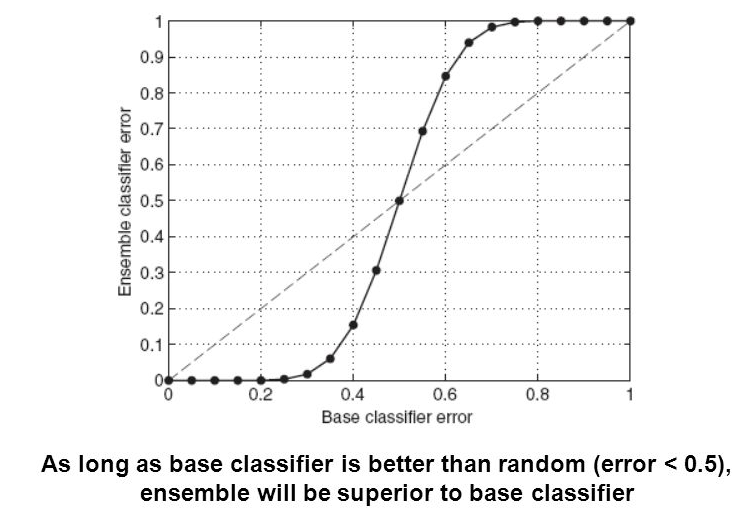 1
0.9
0.8
0.7
0.6
0.5
0.4
0.3
0.2
0.1
0
Ensemble classifier error
0 0.2 0.4 0.6 0.8 1
Base classifier error
As long as base classifier is better than random (error < 0.5),
ensemble will be superior to base classifier